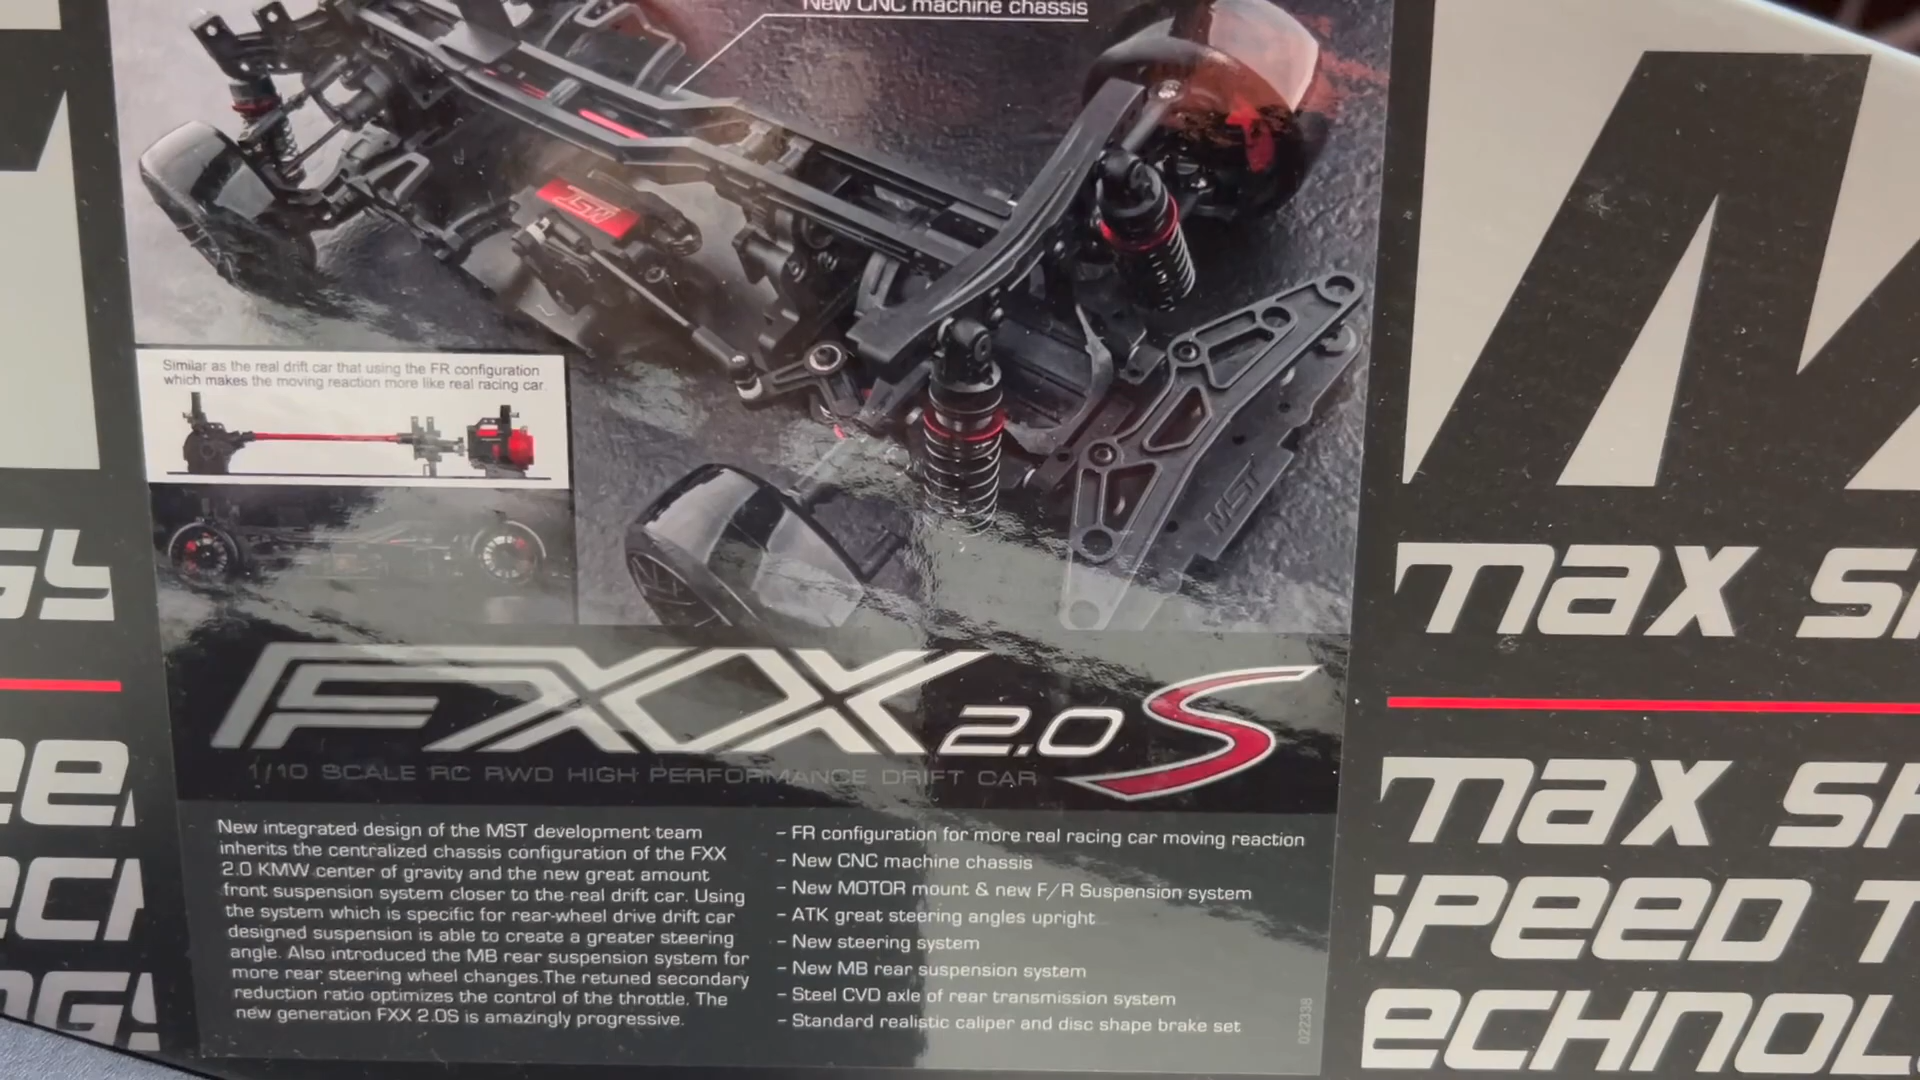 New CNC machine chassis
MST
Similar as the real drift car that using the FR configuration
which makes the moving reaction more like real racing car.
MST
FXX 2.0 S
1/10 SCALE RC RWD HIGH PERFORMANCE DRIFT CAR
New integrated design of the MST development team
inherits the centralized chassis configuration of the FXX
2.0 KMW center of gravity and the new great amount
front suspension system closer to the real drift car. Using
the system which is specific for rear-wheel drive drift car
designed suspension is able to create a greater steering
angle. Also introduced the MB rear suspension system for
more rear steering wheel changes.The retuned secondary
reduction ratio optimizes the control of the throttle. The
new generation FXX 2.0S is amazingly progressive.
– FR configuration for more real racing car moving reaction
– New CNC machine chassis
– New MOTOR mount & new F/R Suspension system
– ATK great steering angles upright
– New steering system
– New MB rear suspension system
– Steel CVD axle of rear transmission system
– Standard realistic caliper and disc shape brake set
022338
max
max
SPEED